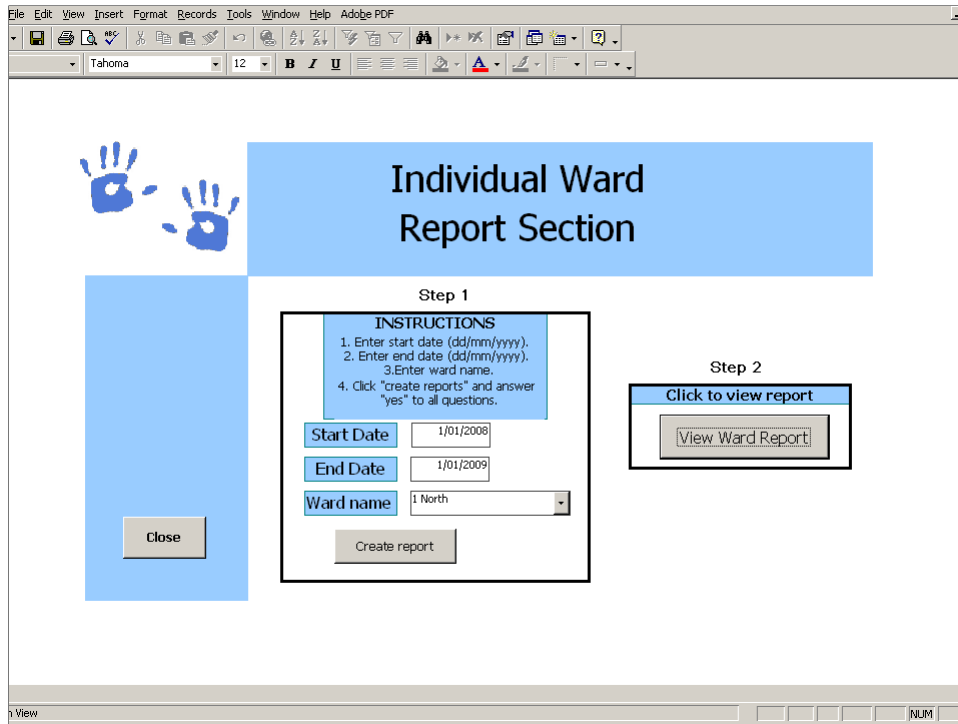 File Edit View Insert Format Records Tools Window Help Adobe PDF
ABC
Tahoma 12 B I U A
Individual Ward
Report Section
Step 1
INSTRUCTIONS
1. Enter start date (dd/mm/yyyy).
2. Enter end date (dd/mm/yyyy).
3.Enter ward name.
4. Click "create reports" and answer
"yes" to all questions.
Start Date 1/01/2008
End Date 1/01/2009
Ward name 1 North
Create report
Step 2
Click to view report
View Ward Report
Close
View NUM